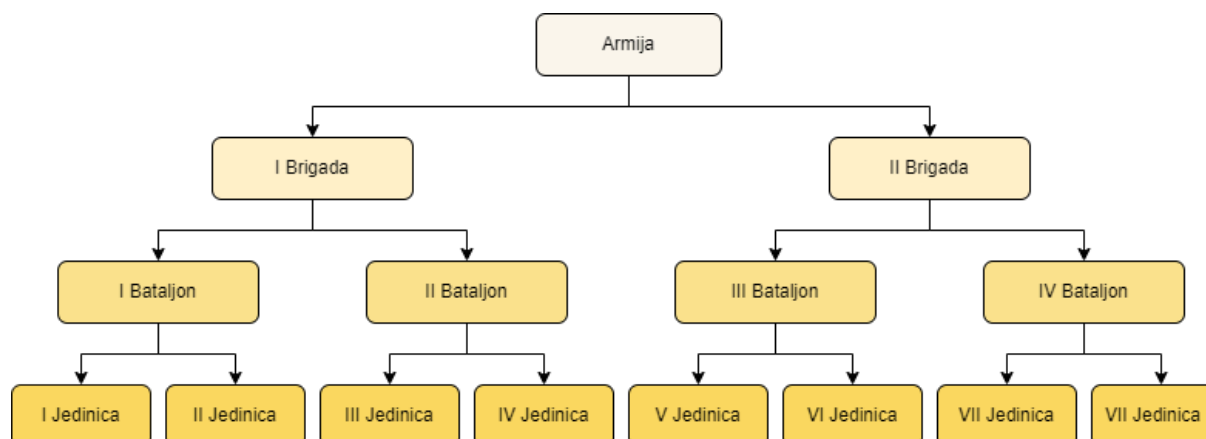 Armija
I Brigada
II Brigada
I Bataljon
II Bataljon
III Bataljon
IV Bataljon
I Jedinica
II Jedinica
III Jedinica
IV Jedinica
V Jedinica
VI Jedinica
VII Jedinica
VII Jedinica